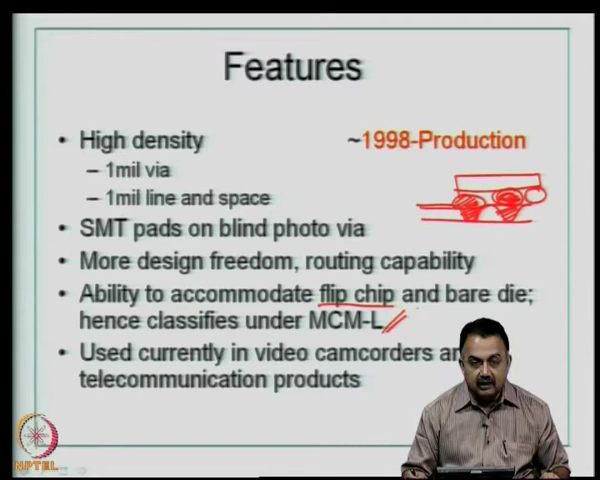 Features
• High density
~1998-Production
– 1mil via
– 1mil line and space
• SMT pads on blind photo via
• More design freedom, routing capability
• Ability to accommodate flip chip and bare die;
hence classifies under MCM-L
• Used currently in video camcorders
telecommunication products
NPTEL